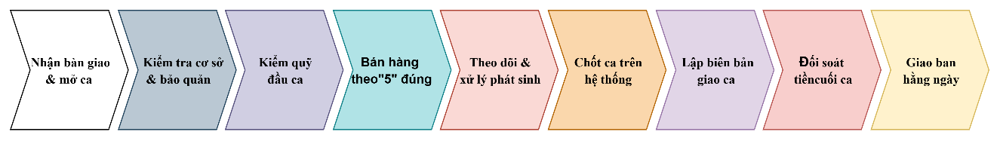 Nhận bàn giao
& mở ca
Kiểm tra cơ sở
& bảo quản
Kiểm quỹ
đầu ca
Bán hàng
theo"5" đúng
Theo dõi &
xử lý phát sinh
Chốt ca trên
hệ thống
Lập biên bản
giao ca
Đối soát
tiềncuối ca
Giao ban
hằng ngày